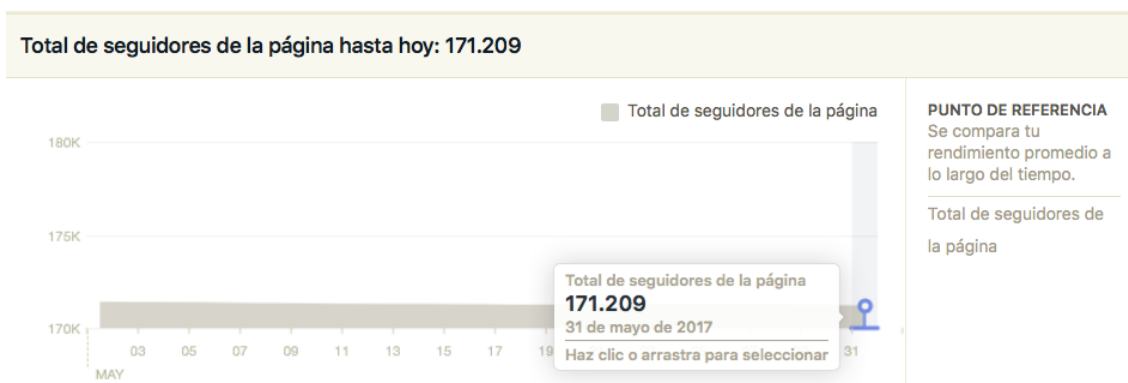 Total de seguidores de la página hasta hoy: 171.209
Total de seguidores de la página
180K
175K
170K
Total de seguidores de la página
171.209
31 de mayo de 2017
Haz clic o arrastra para seleccionar
03 05 07 09 11 13 15 17 19 31
MAY
PUNTO DE REFERENCIA
Se compara tu
rendimiento promedio a
lo largo del tiempo.
Total de seguidores de
la página